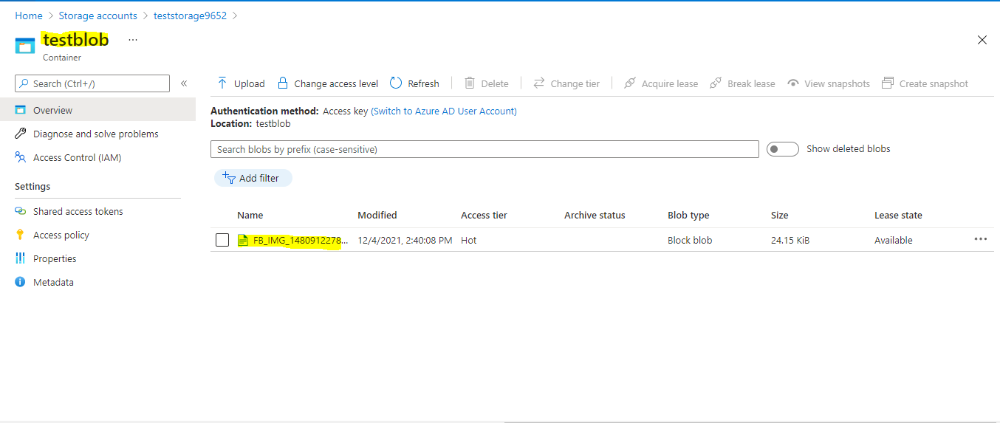 Home > Storage accounts > teststorage9652 >
testblob ...
Container
Search (Ctrl+/) «
Overview
Diagnose and solve problems
Access Control (IAM)
Settings
Shared access tokens
Access policy
Properties
Metadata
Upload Change access level Refresh Delete Change tier Acquire lease Break lease View snapshots Create snapshot
Authentication method: Access key (Switch to Azure AD User Account)
Location: testblob
Search blobs by prefix (case-sensitive) Show deleted blobs
Add filter
Name Modified Access tier Archive status Blob type Size Lease state
FB_IMG_1480912278... 12/4/2021, 2:40:08 PM Hot Block blob 24.15 KiB Available ...